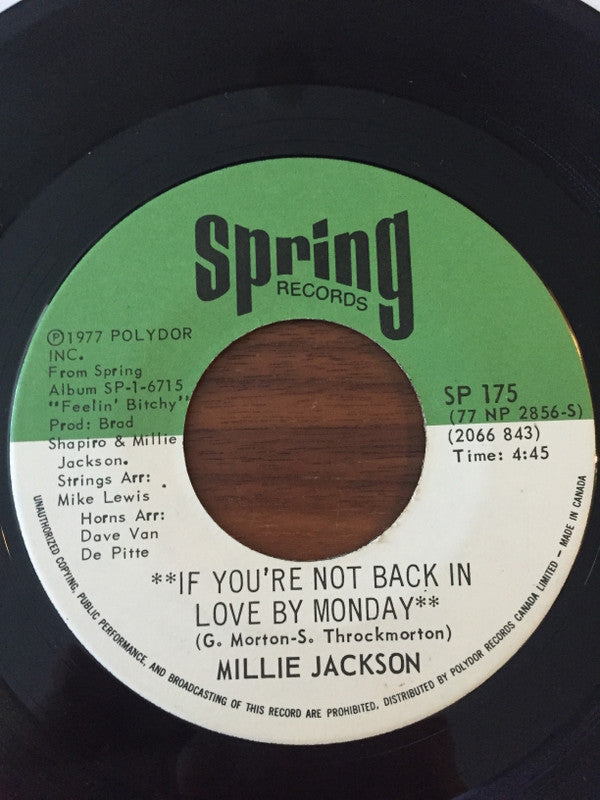 Spring
RECORDS
℗1977 POLYDOR
INC.
From Spring
Album SP-1-6715
"Feelin' Bitchy"
Prod: Brad
Shapiro & Millie
Jackson.
Strings Arr:
Mike Lewis
Horns Arr:
Dave Van
De Pitte
SP 175
(77 NP 2856-S)
(2066 843)
Time: 4:45
**IF YOU'RE NOT BACK IN
LOVE BY MONDAY**
(G. Morton-S. Throckmorton)
MILLIE JACKSON
UNAUTHORIZED COPYING, PUBLIC PERFORMANCE, AND BROADCASTING OF THIS RECORD ARE PROHIBITED. DISTRIBUTED BY POLYDOR RECORDS CANADA LIMITED — MADE IN CANADA